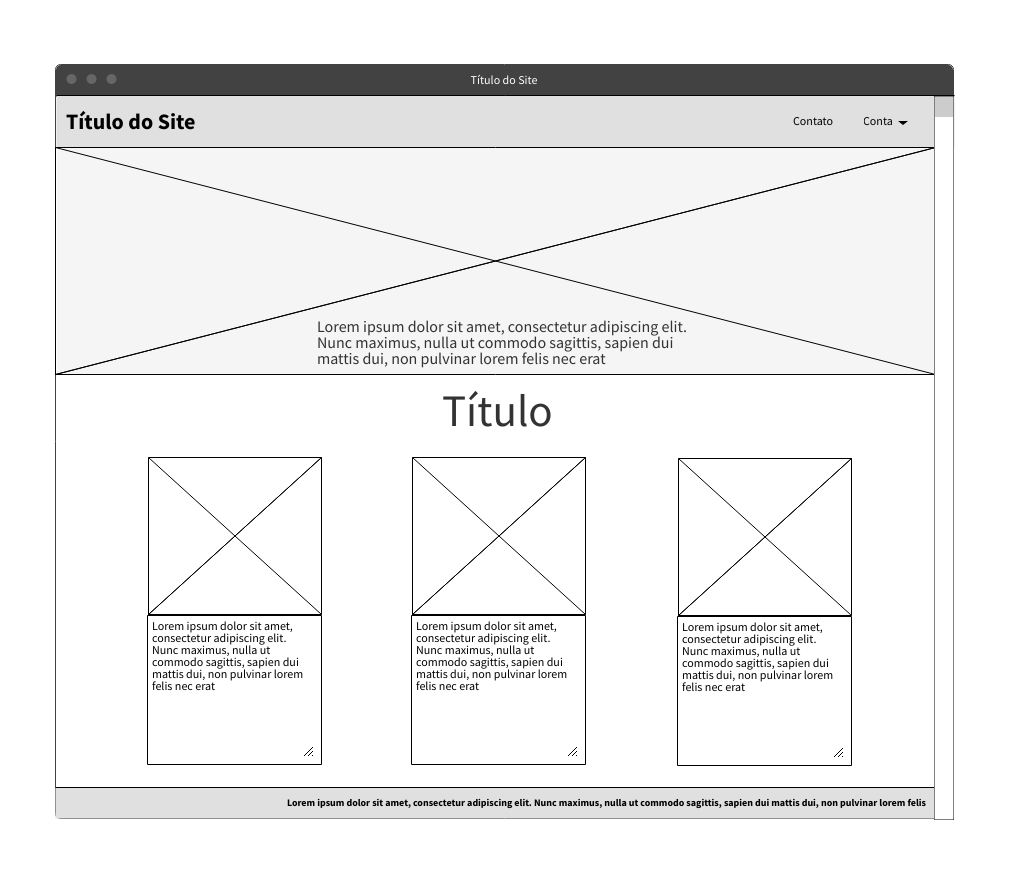 Título do Site
Título do Site
Contato
Conta
Lorem ipsum dolor sit amet, consectetur adipiscing elit.
Nunc maximus, nulla ut commodo sagittis, sapien dui
mattis dui, non pulvinar lorem felis nec erat
Título
Lorem ipsum dolor sit amet,
consectetur adipiscing elit.
Nunc maximus, nulla ut
commodo sagittis, sapien dui
mattis dui, non pulvinar lorem
felis nec erat
Lorem ipsum dolor sit amet,
consectetur adipiscing elit.
Nunc maximus, nulla ut
commodo sagittis, sapien dui
mattis dui, non pulvinar lorem
felis nec erat
Lorem ipsum dolor sit amet,
consectetur adipiscing elit.
Nunc maximus, nulla ut
commodo sagittis, sapien dui
mattis dui, non pulvinar lorem
felis nec erat
Lorem ipsum dolor sit amet, consectetur adipiscing elit. Nunc maximus, nulla ut commodo sagittis, sapien dui mattis dui, non pulvinar lorem felis